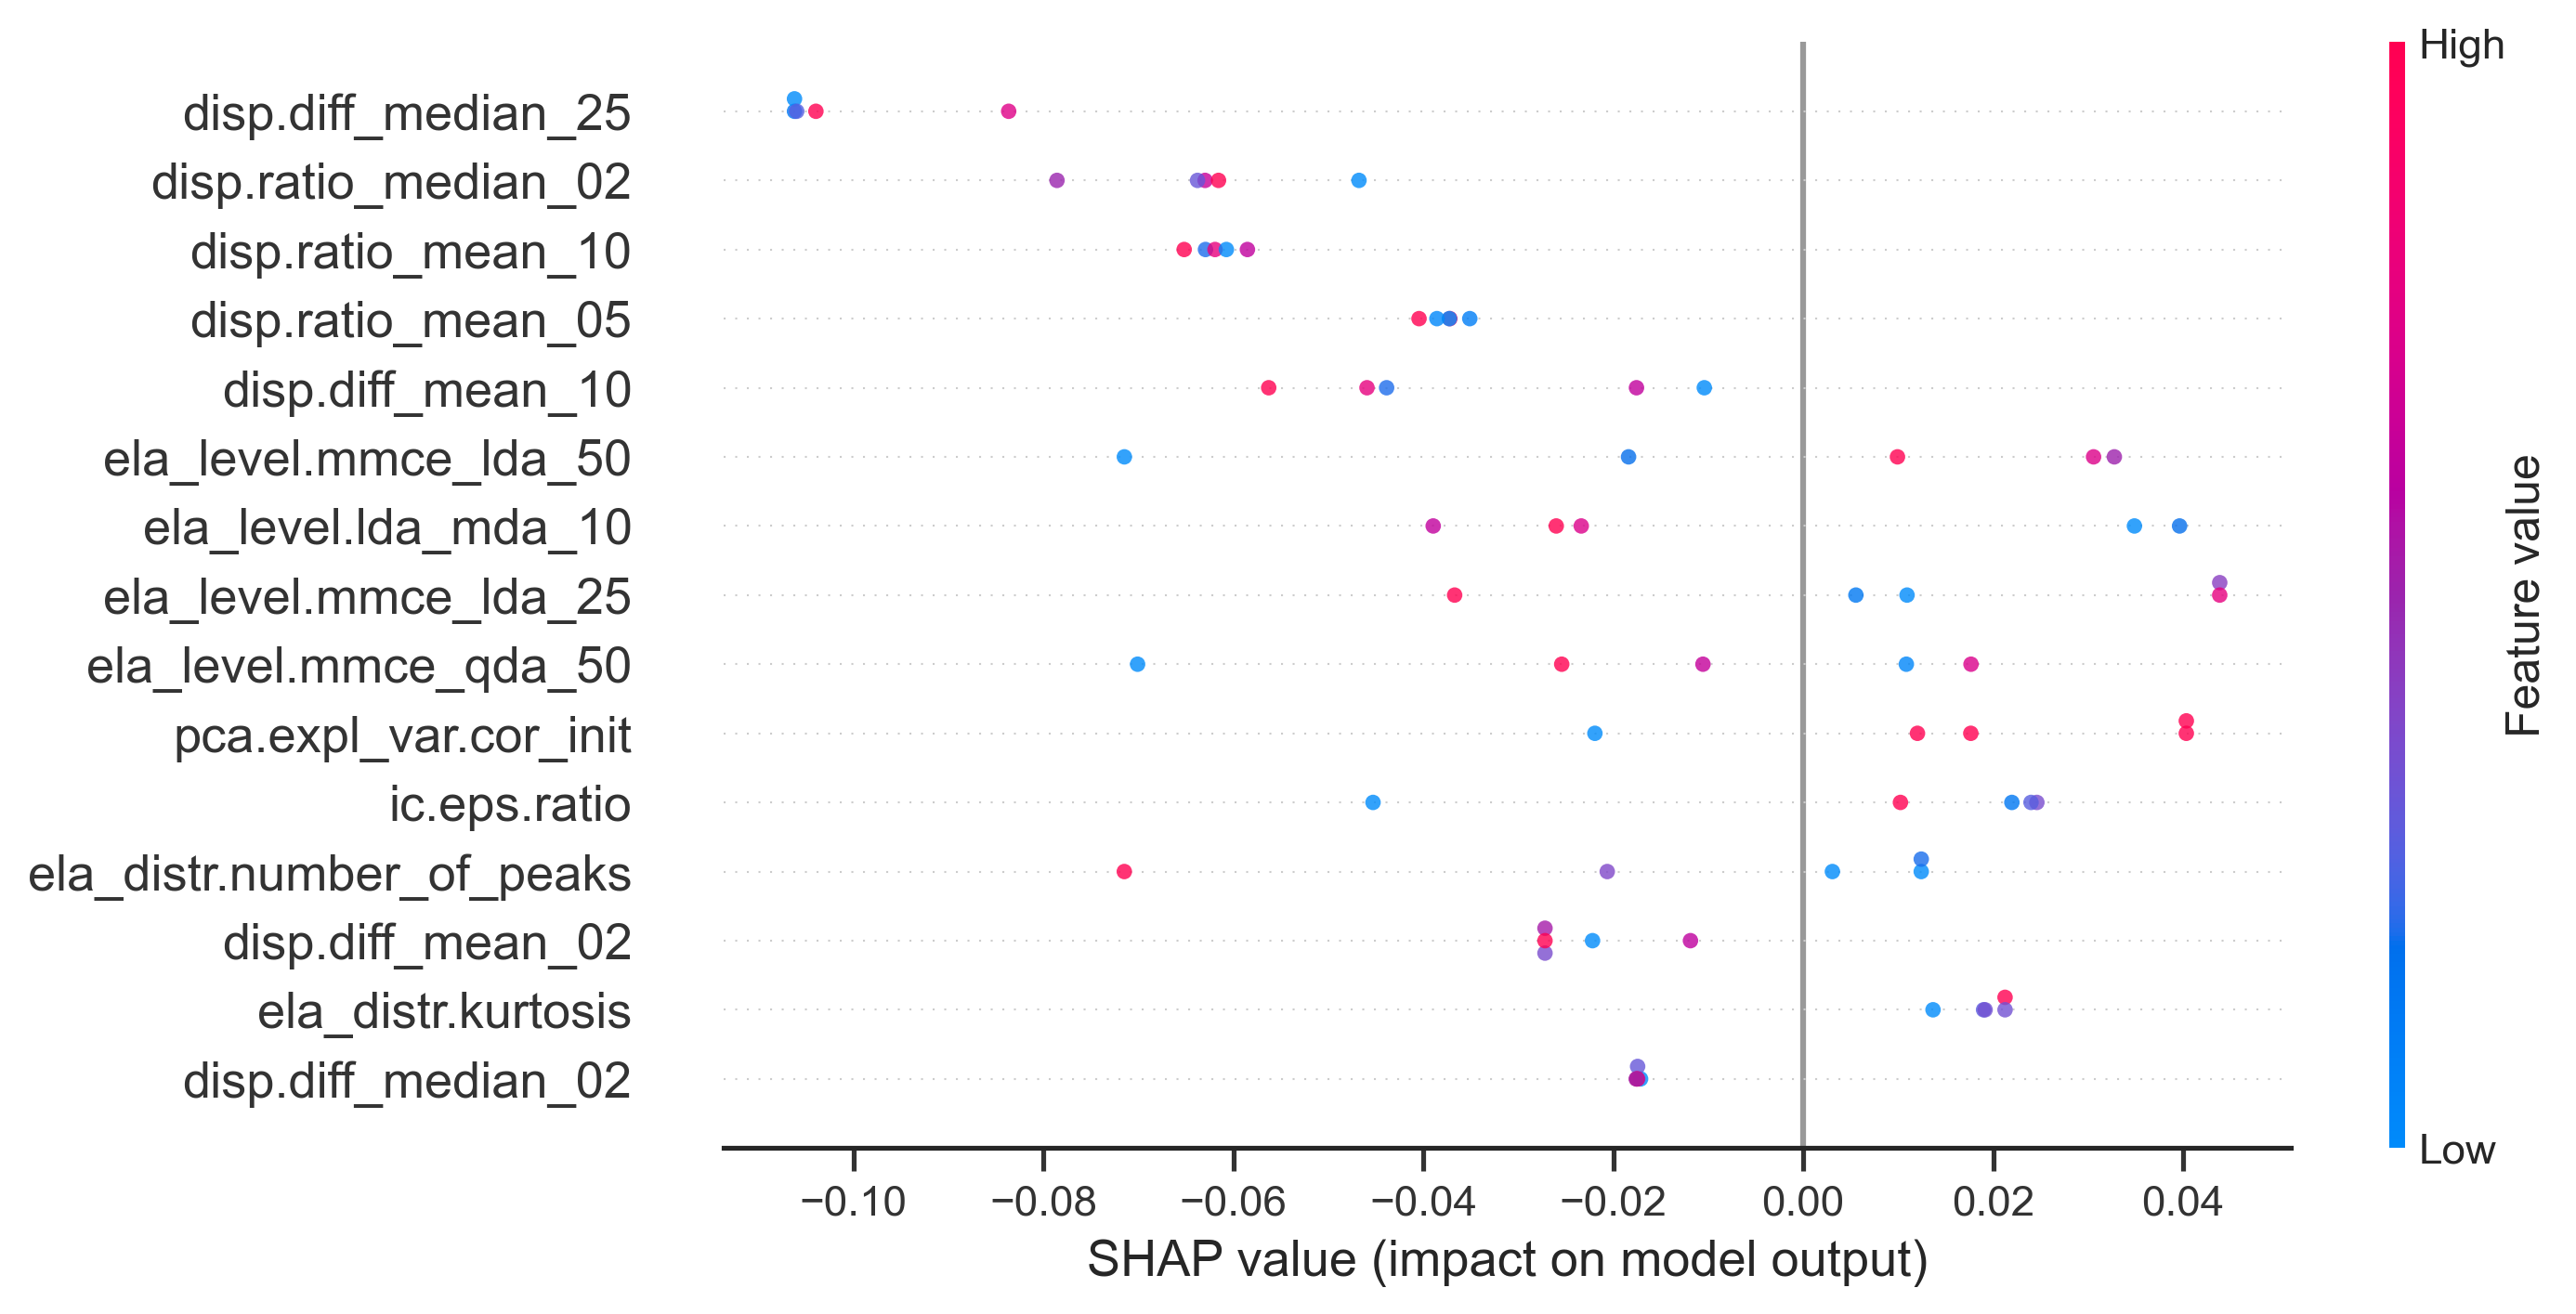 High
disp.diff_median_25
disp.ratio_median_02
disp.ratio_mean_10
disp.ratio_mean_05
disp.diff_mean_10
ela_level.mmce_lda_50
ela_level.lda_mda_10
ela_level.mmce_lda_25
ela_level.mmce_qda_50
pca.expl_var.cor_init
ic.eps.ratio
ela_distr.number_of_peaks
disp.diff_mean_02
ela_distr.kurtosis
disp.diff_median_02
Feature value
Low
−0.10 −0.08 −0.06 −0.04 −0.02 0.00 0.02 0.04
SHAP value (impact on model output)